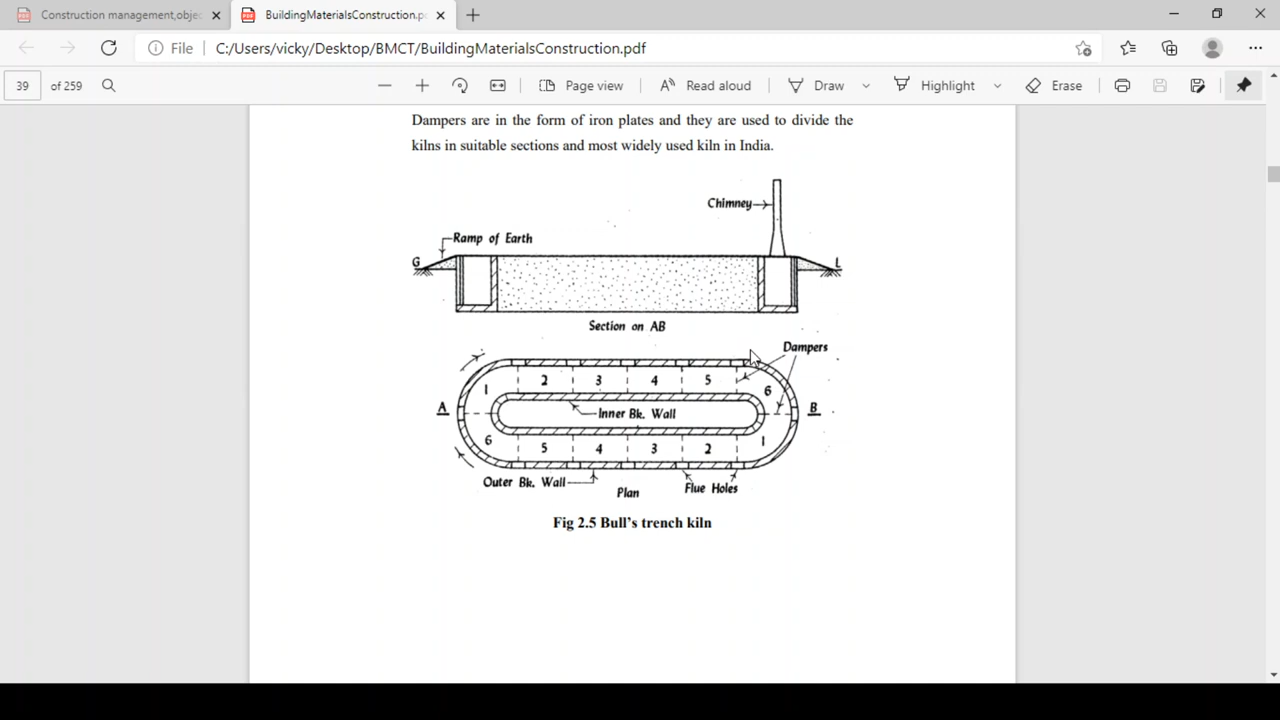 Construction management,objec
BuildingMaterialsConstruction.p
File
C:/Users/vicky/Desktop/BMCT/BuildingMaterialsConstruction.pdf
39 of 259
Page view
Read aloud
Draw
Highlight
Erase
Dampers are in the form of iron plates and they are used to divide the
kilns in suitable sections and most widely used kiln in India.
Chimney
Ramp of Earth
G
L
Section on AB
Dampers
1 2 3 4 5 6
A
Inner Bk. Wall
B
6 5 4 3 2 1
Outer Bk. Wall
Plan
Flue Holes
Fig 2.5 Bull's trench kiln